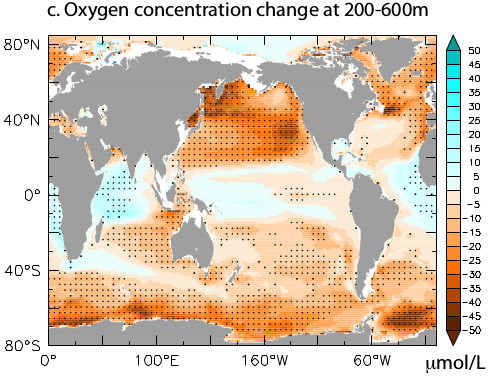 c. Oxygen concentration change at 200-600m
80°N
40°N
0°
40°S
80°S
0°
100°E
160°W
60°W
50
45
40
35
30
25
20
15
10
5
0
−5
−10
−15
−20
−25
−30
−35
−40
−45
−50
μmol/L